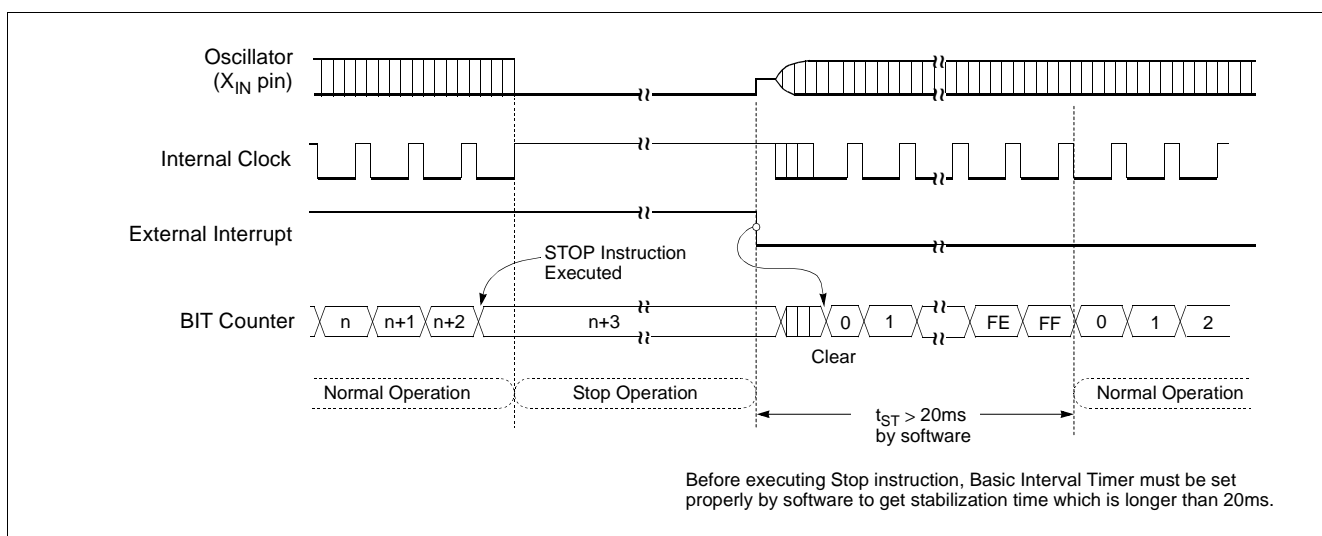 Oscillator
(XIN pin)
Internal Clock
External Interrupt
STOP Instruction
Executed
BIT Counter
n n+1 n+2 n+3 0 1 FE FF 0 1 2
Clear
Normal Operation Stop Operation Normal Operation
tST > 20ms
by software
Before executing Stop instruction, Basic Interval Timer must be set
properly by software to get stabilization time which is longer than 20ms.